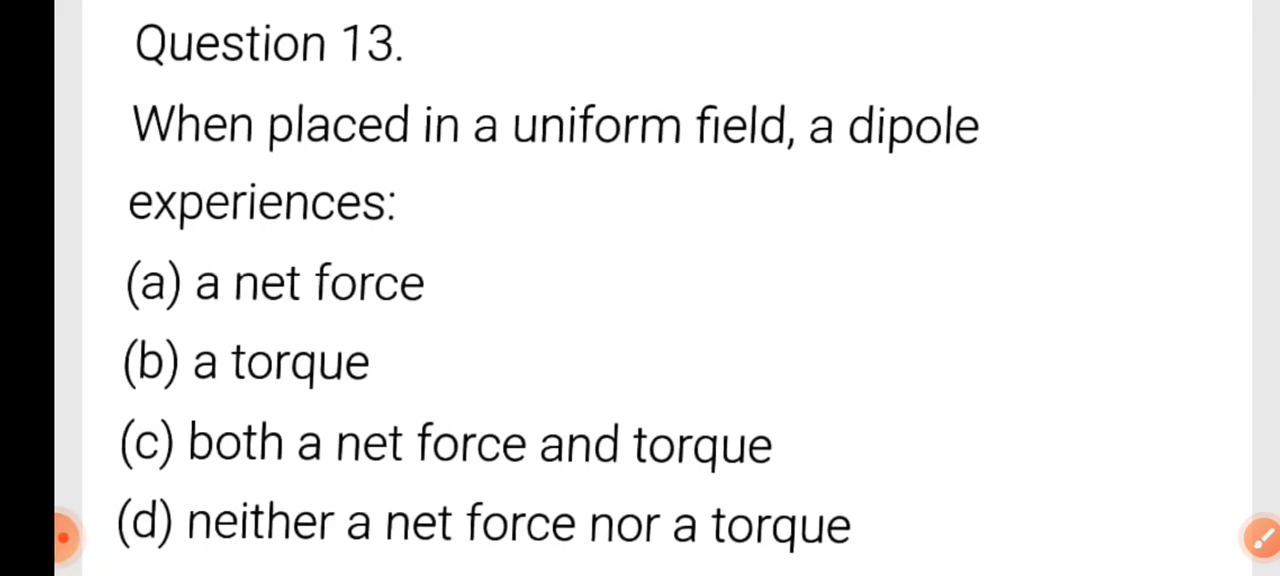 Question 13.
When placed in a uniform field, a dipole
experiences:
(a) a net force
(b) a torque
(c) both a net force and torque
(d) neither a net force nor a torque